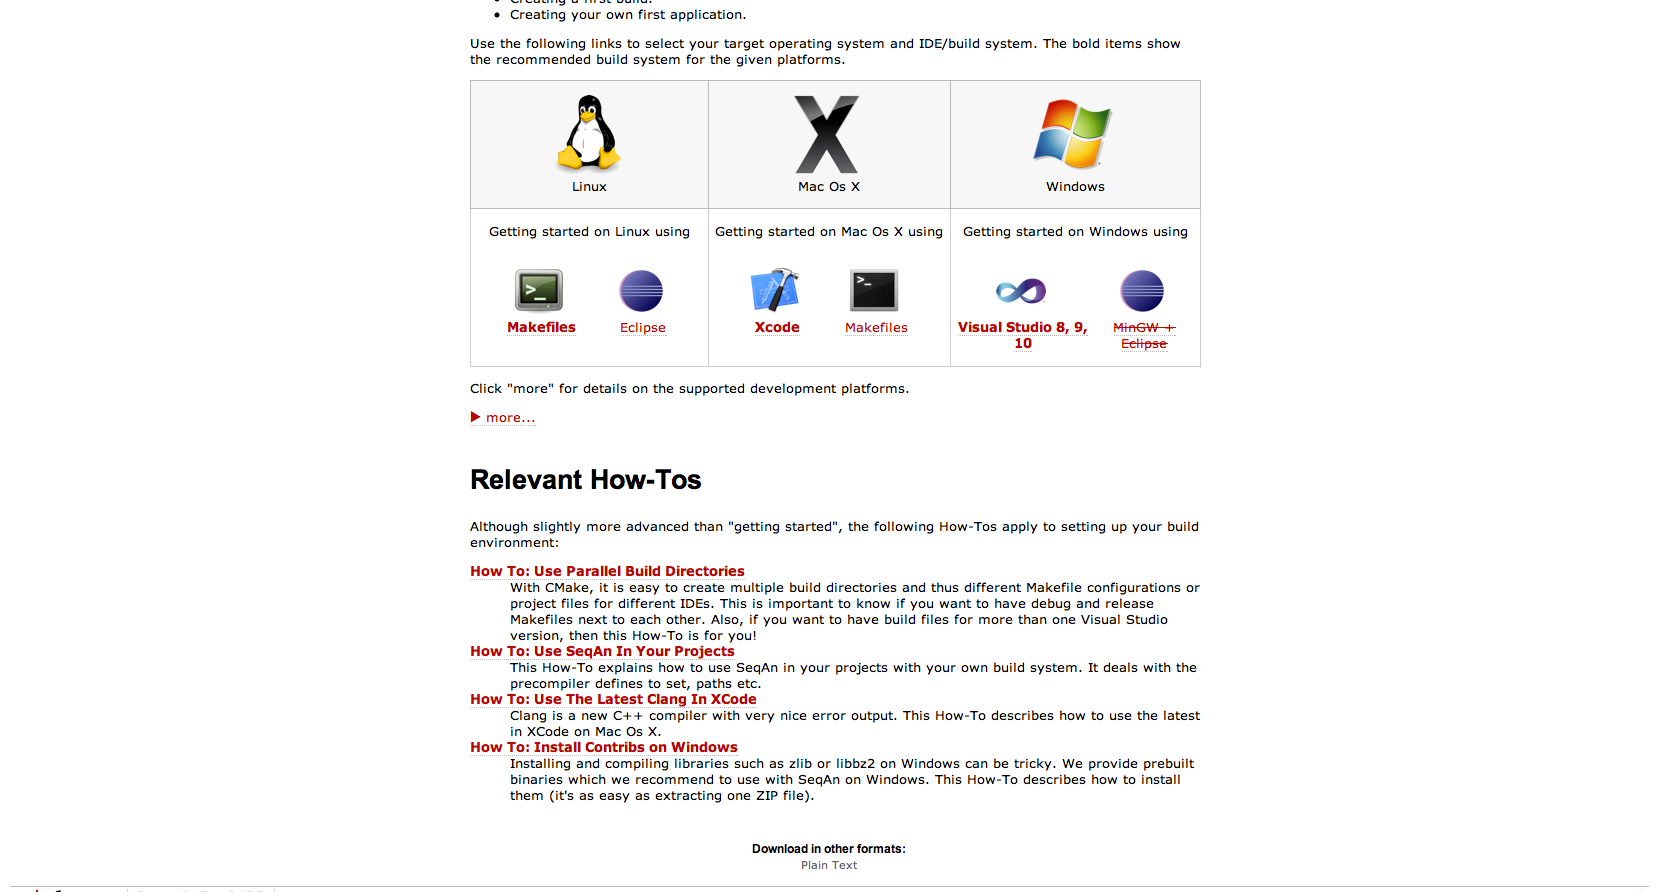 Creating a first build.
Creating your own first application.
Use the following links to select your target operating system and IDE/build system. The bold items show
the recommended build system for the given platforms.
Linux
Mac Os X
Windows
Getting started on Linux using
Getting started on Mac Os X using
Getting started on Windows using
Makefiles
Eclipse
Xcode
Makefiles
Visual Studio 8, 9,
10
MinGW +
Eclipse
Click "more" for details on the supported development platforms.
more...
Relevant How-Tos
Although slightly more advanced than "getting started", the following How-Tos apply to setting up your build
environment:
How To: Use Parallel Build Directories
With CMake, it is easy to create multiple build directories and thus different Makefile configurations or
project files for different IDEs. This is important to know if you want to have debug and release
Makefiles next to each other. Also, if you want to have build files for more than one Visual Studio
version, then this How-To is for you!
How To: Use SeqAn In Your Projects
This How-To explains how to use SeqAn in your projects with your own build system. It deals with the
precompiler defines to set, paths etc.
How To: Use The Latest Clang In XCode
Clang is a new C++ compiler with very nice error output. This How-To describes how to use the latest
in XCode on Mac Os X.
How To: Install Contribs on Windows
Installing and compiling libraries such as zlib or libbz2 on Windows can be tricky. We provide prebuilt
binaries which we recommend to use with SeqAn on Windows. This How-To describes how to install
them (it's as easy as extracting one ZIP file).
Download in other formats:
Plain Text